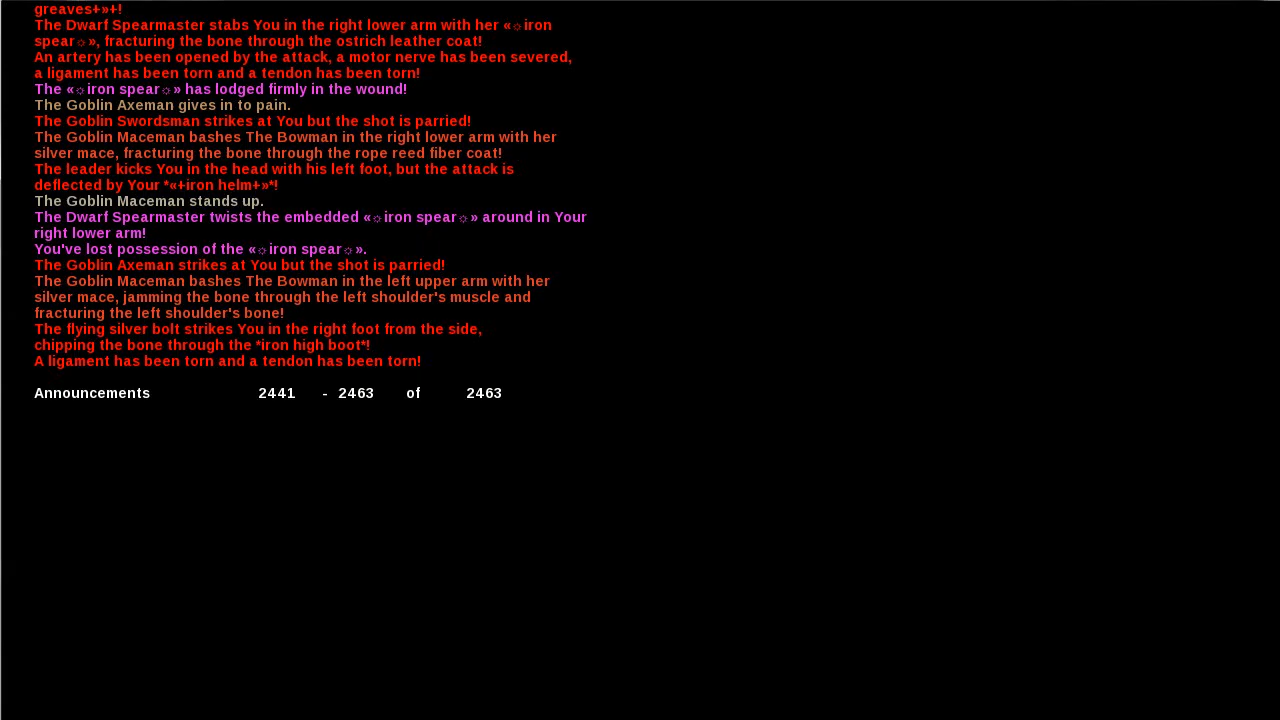 greaves+»+!
The Dwarf Spearmaster stabs You in the right lower arm with her «☼iron
spear☼», fracturing the bone through the ostrich leather coat!
An artery has been opened by the attack, a motor nerve has been severed,
a ligament has been torn and a tendon has been torn!
The «☼iron spear☼» has lodged firmly in the wound!
The Goblin Axeman gives in to pain.
The Goblin Swordsman strikes at You but the shot is parried!
The Goblin Maceman bashes The Bowman in the right lower arm with her
silver mace, fracturing the bone through the rope reed fiber coat!
The leader kicks You in the head with his left foot, but the attack is
deflected by Your *«+iron helm+»*!
The Goblin Maceman stands up.
The Dwarf Spearmaster twists the embedded «☼iron spear☼» around in Your
right lower arm!
You've lost possession of the «☼iron spear☼».
The Goblin Axeman strikes at You but the shot is parried!
The Goblin Maceman bashes The Bowman in the left upper arm with her
silver mace, jamming the bone through the left shoulder's muscle and
fracturing the left shoulder's bone!
The flying silver bolt strikes You in the right foot from the side,
chipping the bone through the *iron high boot*!
A ligament has been torn and a tendon has been torn!
Announcements 2441 - 2463 of 2463